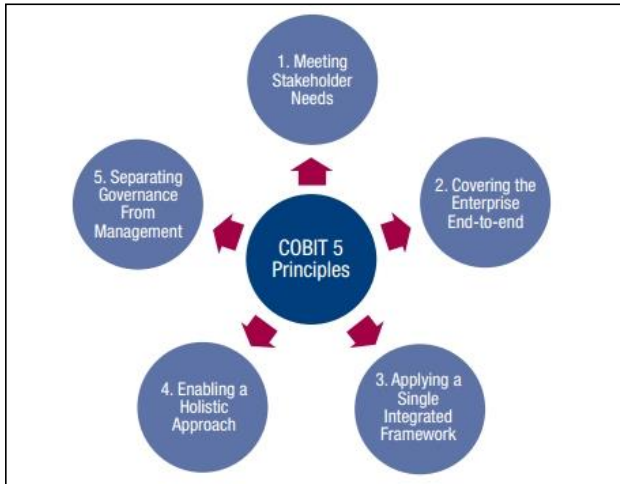 1. Meeting
Stakeholder
Needs
2. Covering the
Enterprise
End-to-end
3. Applying a
Single
Integrated
Framework
4. Enabling a
Holistic
Approach
5. Separating
Governance
From
Management
COBIT 5
Principles